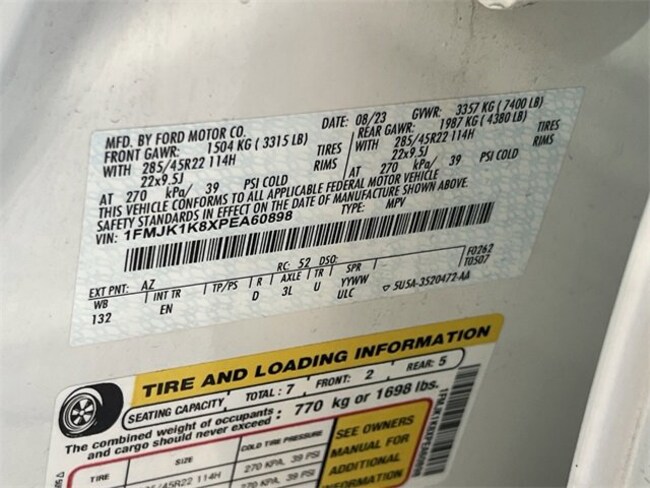 MFD. BY FORD MOTOR CO. DATE: 08/23 GVWR: 3357 KG ( 7400 LB)
FRONT GAWR: 1504 KG ( 3315 LB) REAR GAWR: 1987 KG ( 4380 LB)
WITH 285/45R22 114H TIRES WITH 285/45R22 114H TIRES
22x9.5J RIMS 22x9.5J RIMS
AT 270 kPa/ 39 PSI COLD AT 270 kPa/ 39 PSI COLD
THIS VEHICLE CONFORMS TO ALL APPLICABLE FEDERAL MOTOR VEHICLE
SAFETY STANDARDS IN EFFECT ON THE DATE OF MANUFACTURE SHOWN ABOVE.
VIN: 1FMJK1K8XPEA60898 TYPE: MPV
EXT PNT: AZ RC: 52 DSO: F0262
WB INT TR TP/PS R AXLE TR SPR T0507
132 EN D 3L U YYWW
ULC 5U5A-3520472-AA
TIRE AND LOADING INFORMATION
SEATING CAPACITY TOTAL : 7 FRONT: 2 REAR: 5
The combined weight of occupants
and cargo should never exceed : 770 kg or 1698 lbs.
TIRE SIZE COLD TIRE PRESSURE
/45R22 114H 270 KPA, 39 PSI
270 KPA, 39 PSI
SEE OWNERS
MANUAL FOR
ADDITIONAL
INFORMATION